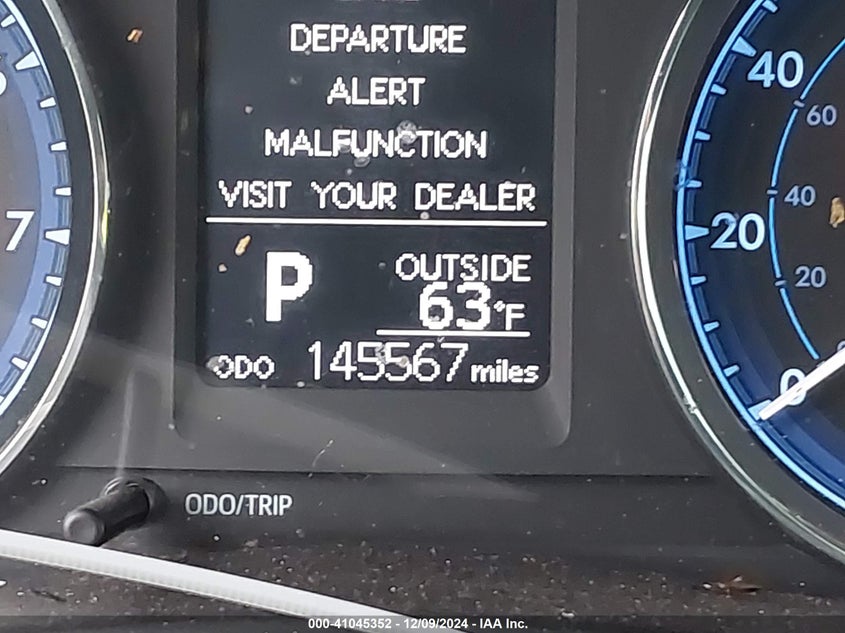 DEPARTURE
ALERT
MALFUNCTION
VISIT YOUR DEALER
P
OUTSIDE
63°F
ODO 145567 miles
ODO/TRIP
7
40
20
0
60
40
20
000-41045352 - 12/09/2024 - IAA Inc.